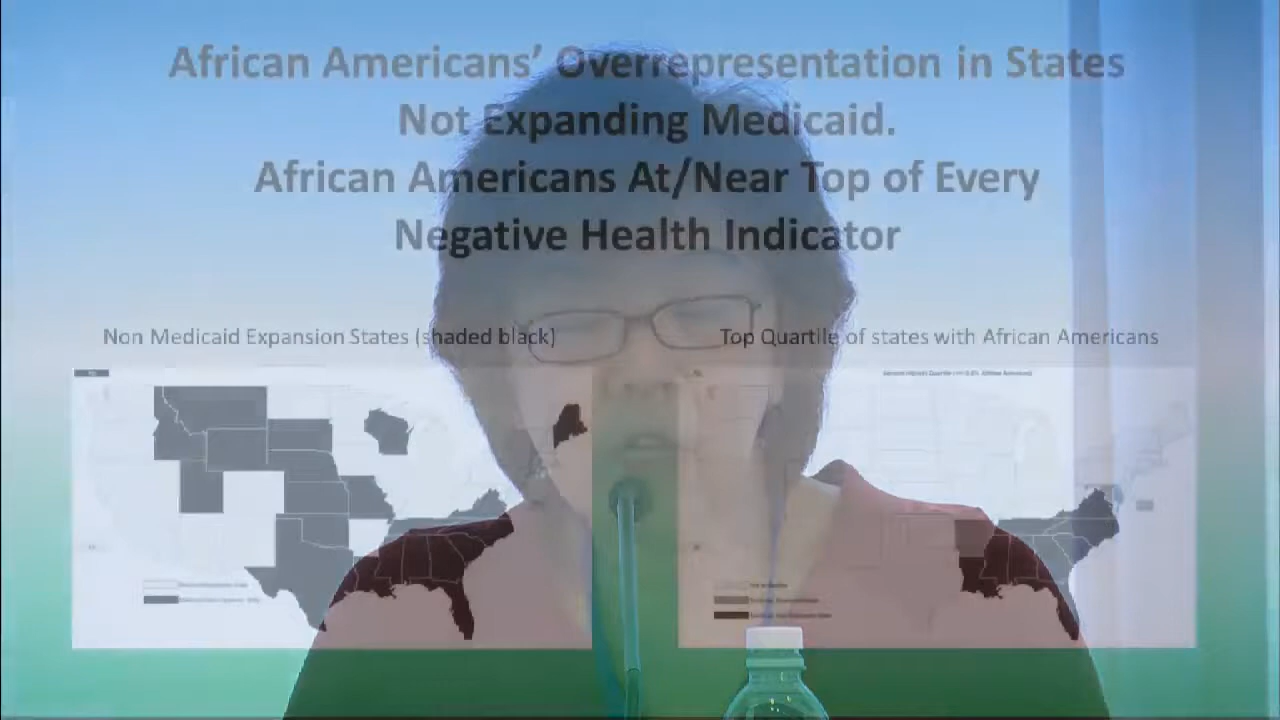 African Americans’ Overrepresentation in States
Not Expanding Medicaid.
African Americans At/Near Top of Every
Negative Health Indicator
Non Medicaid Expansion States (shaded black)
Top Quartile of states with African Americans